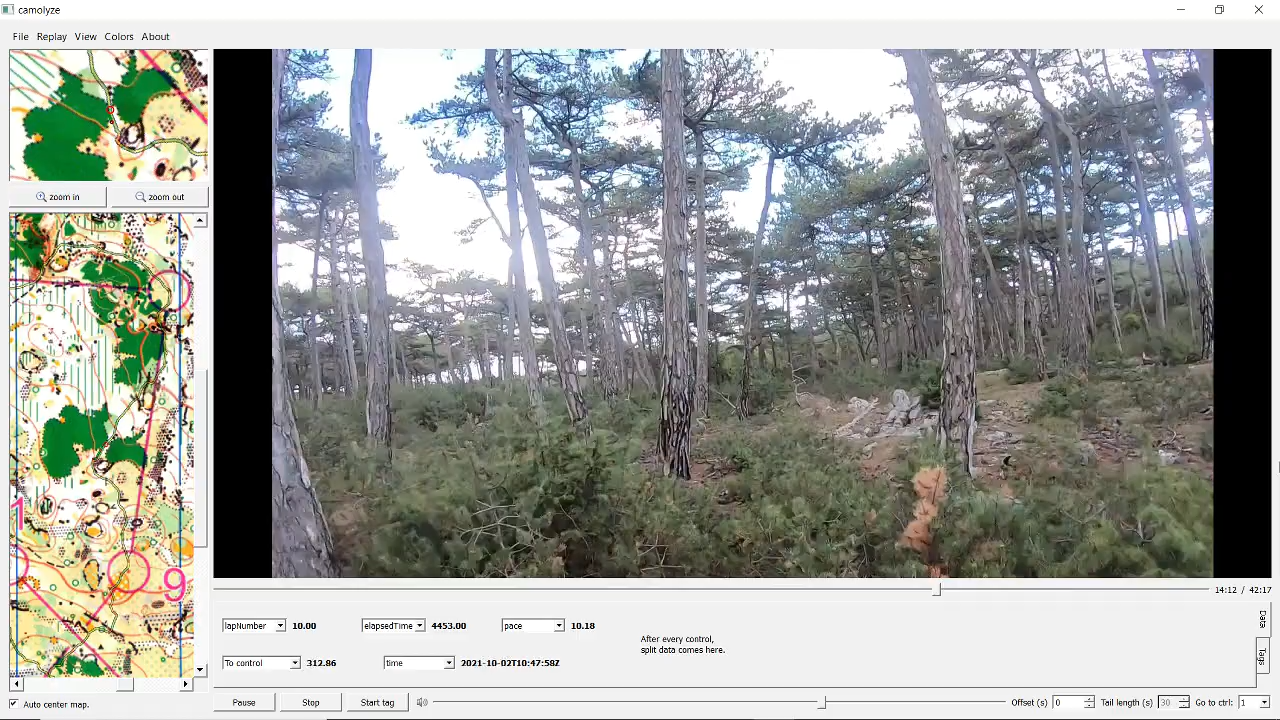 camolyze
File Replay View Colors About
zoom in zoom out
1
9
14:12 / 42:17
lapNumber 10.00 elapsedTime 4453.00 pace 10.18
After every control,
split data comes here.
To control 312.86 time 2021-10-02T10:47:58Z
Data
Tags
Auto center map.
Pause Stop Start tag Offset (s) 0 Tail length (s) 30 Go to ctrl: 1